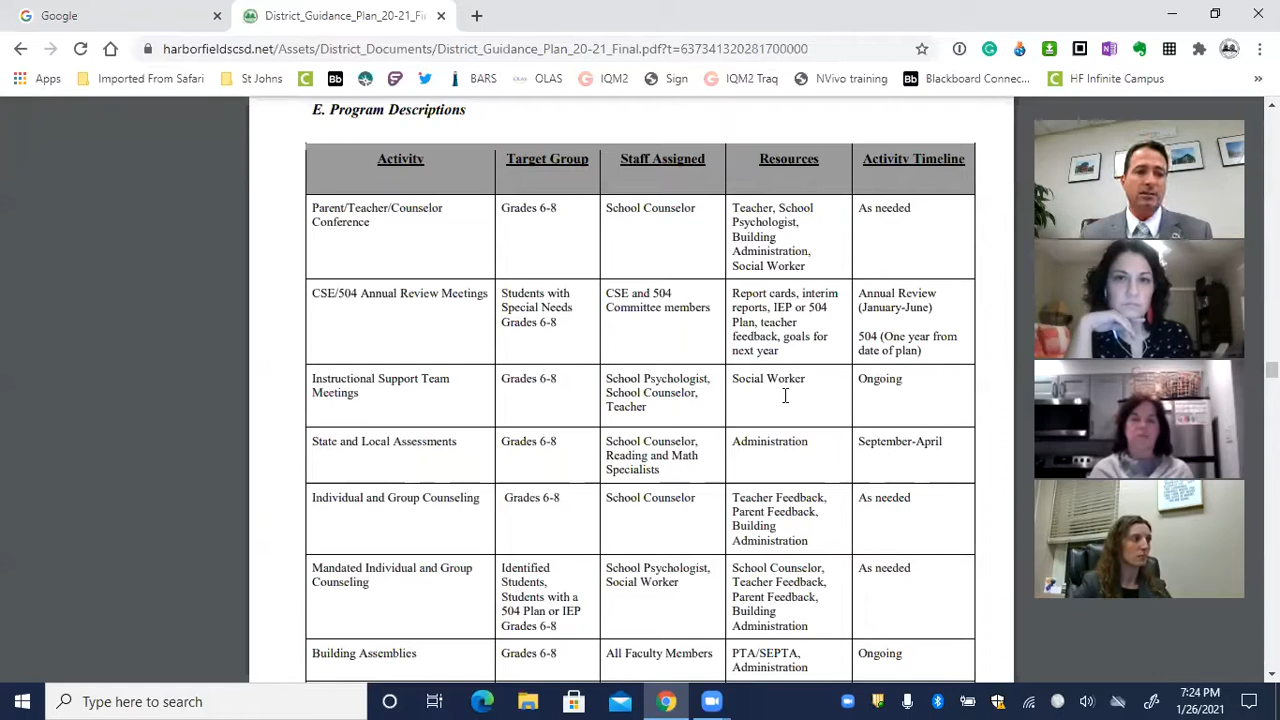 Google
District_Guidance_Plan_20-21_Fi
harborfieldscsd.net/Assets/District_Documents/District_Guidance_Plan_20-21_Final.pdf?t=637341320281700000
Apps
Imported From Safari
St Johns
BARS
OLAS
IQM2
Sign
IQM2 Traq
NVivo training
Bb
Blackboard Connec...
HF Infinite Campus
E. Program Descriptions
Activity
Target Group
Staff Assigned
Resources
Activity Timeline
Parent/Teacher/Counselor
Conference
Grades 6-8
School Counselor
Teacher, School
Psychologist,
Building
Administration,
Social Worker
As needed
CSE/504 Annual Review Meetings
Students with
Special Needs
Grades 6-8
CSE and 504
Committee members
Report cards, interim
reports, IEP or 504
Plan, teacher
feedback, goals for
next year
Annual Review
(January-June)
504 (One year from
date of plan)
Instructional Support Team
Meetings
Grades 6-8
School Psychologist,
School Counselor,
Teacher
Social Worker
Ongoing
State and Local Assessments
Grades 6-8
School Counselor,
Reading and Math
Specialists
Administration
September-April
Individual and Group Counseling
Grades 6-8
School Counselor
Teacher Feedback,
Parent Feedback,
Building
Administration
As needed
Mandated Individual and Group
Counseling
Identified
Students,
Students with a
504 Plan or IEP
Grades 6-8
School Psychologist,
Social Worker
School Counselor,
Teacher Feedback,
Parent Feedback,
Building
Administration
As needed
Building Assemblies
Grades 6-8
All Faculty Members
PTA/SEPTA,
Administration
Ongoing
Type here to search
7:24 PM
1/26/2021